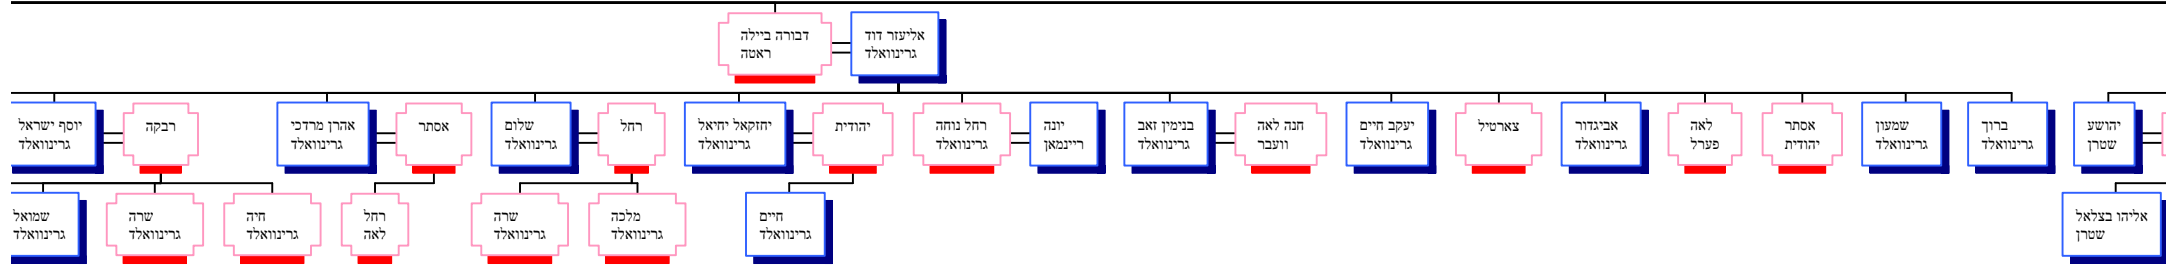 דבורה ביילה
ראטה
אליעזר דוד
גרינוואלד
יוסף ישראל
גרינוואלד
רבקה
אהרן מרדכי
גרינוואלד
אסתר
שלום
גרינוואלד
רחל
יחזקאל יחיאל
גרינוואלד
יהודית
רחל נוחה
גרינוואלד
יונה
ריינמאן
בנימין זאב
גרינוואלד
חנה לאה
וועבר
יעקב חיים
גרינוואלד
צארטיל
אביגדור
גרינוואלד
לאה
פערל
אסתר
יהודית
שמעון
גרינוואלד
ברוך
גרינוואלד
יהושע
שטרן
שמואל
גרינוואלד
שרה
גרינוואלד
חיה
גרינוואלד
רחל
לאה
שרה
גרינוואלד
מלכה
גרינוואלד
חיים
גרינוואלד
אליהו בצלאל
שטרן